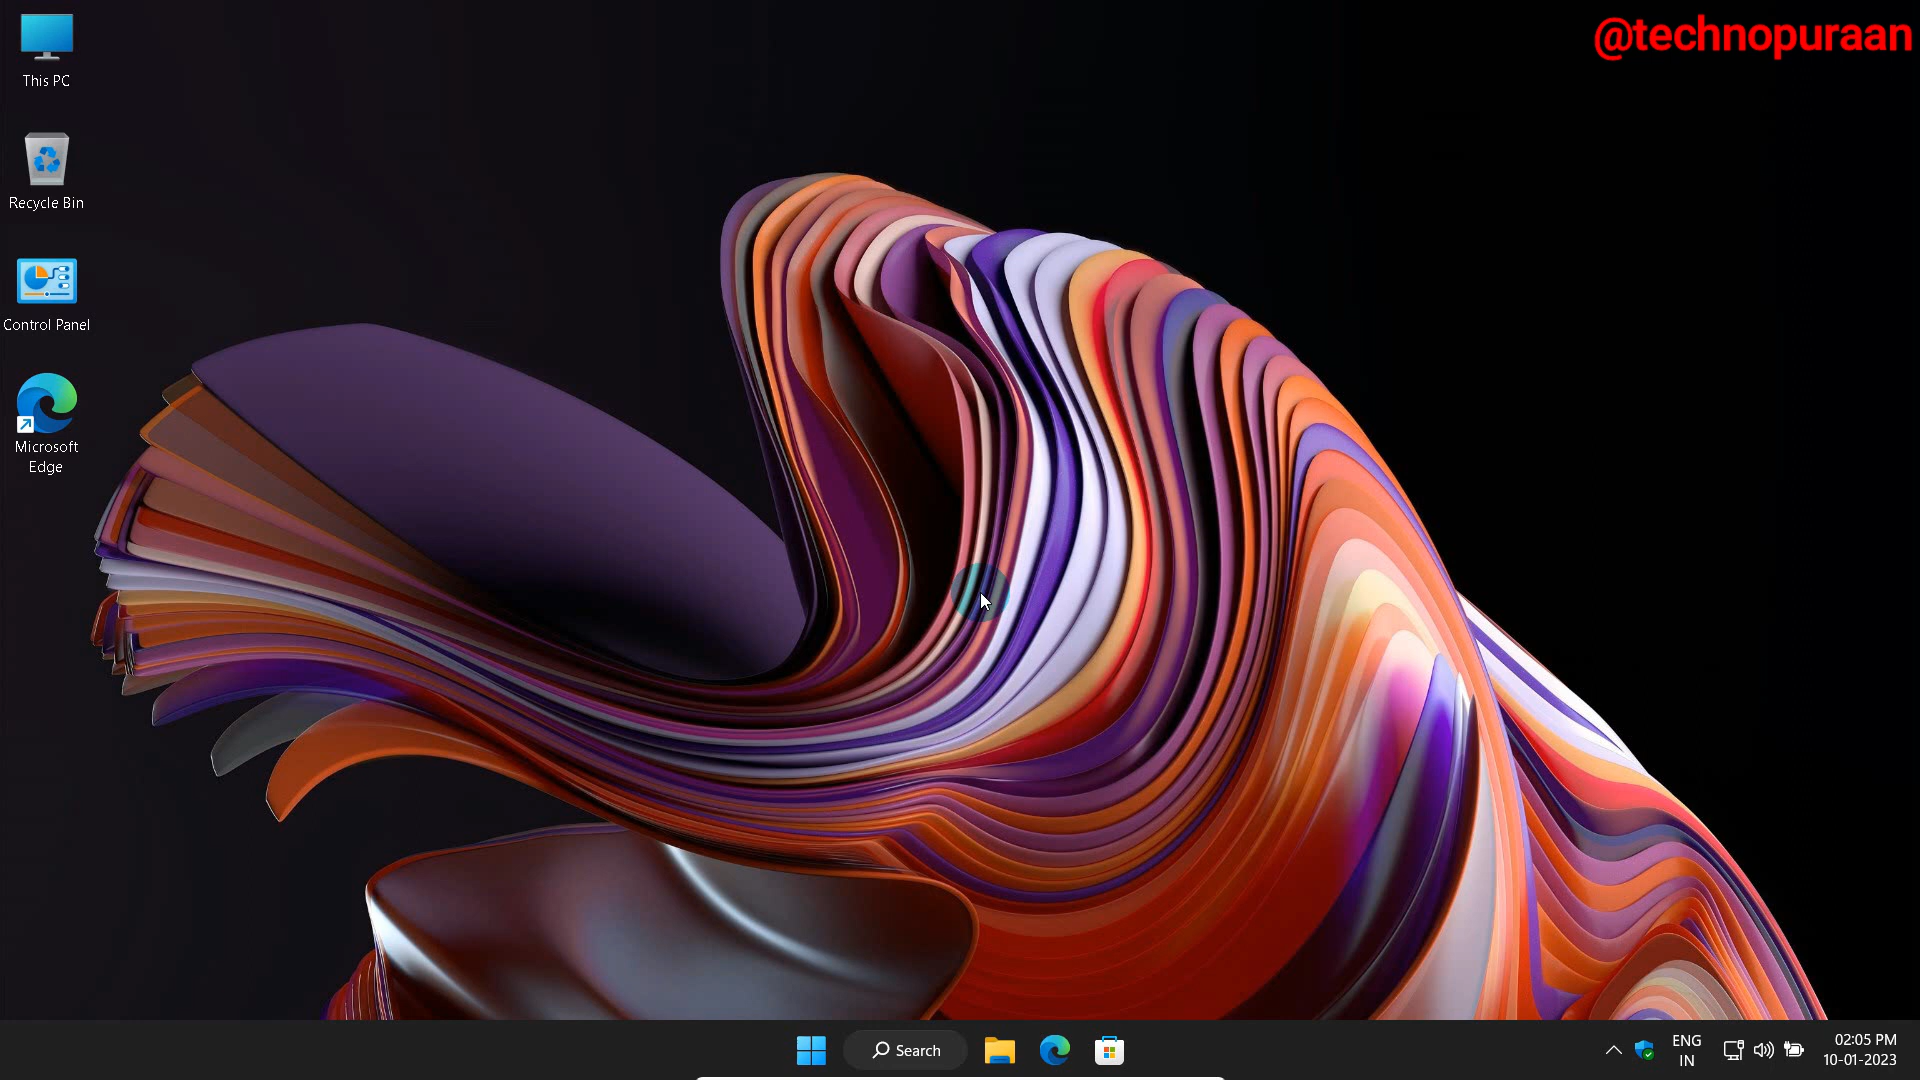 @technopuraan
This PC
Recycle Bin
Control Panel
Microsoft
Edge
Search
ENG
IN
02:05 PM
10-01-2023